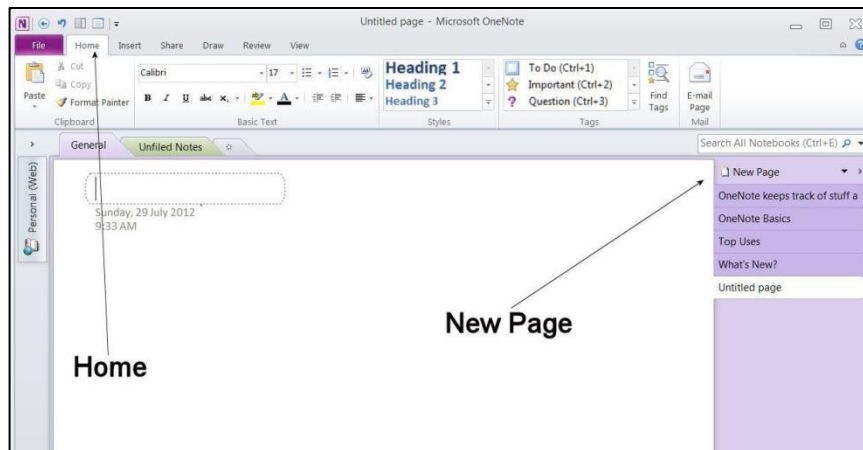 Untitled page - Microsoft OneNote
File Home Insert Share Draw Review View
Paste
Cut
Copy
Format Painter
Clipboard
Calibri 17
B I U abc x₂ A
Basic Text
Heading 1
Heading 2
Heading 3
Styles
To Do (Ctrl+1)
Important (Ctrl+2)
Question (Ctrl+3)
Tags
Find
Tags
E-mail
Page
Mail
General Unfiled Notes
Search All Notebooks (Ctrl+E)
Personal (Web)
Sunday, 29 July 2012
9:33 AM
New Page
OneNote keeps track of stuff a
OneNote Basics
Top Uses
What's New?
Untitled page
New Page
Home